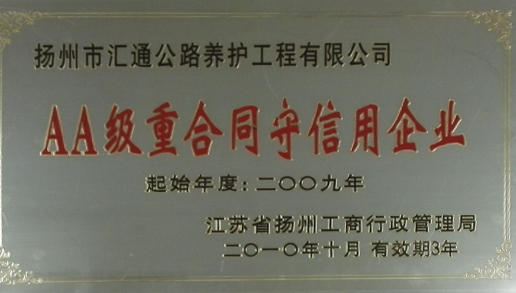 扬州市汇通公路养护工程有限公司
AA级重合同守信用企业
起始年度:二〇〇九年
江苏省扬州工商行政管理局
二〇一〇年十月 有效期3年